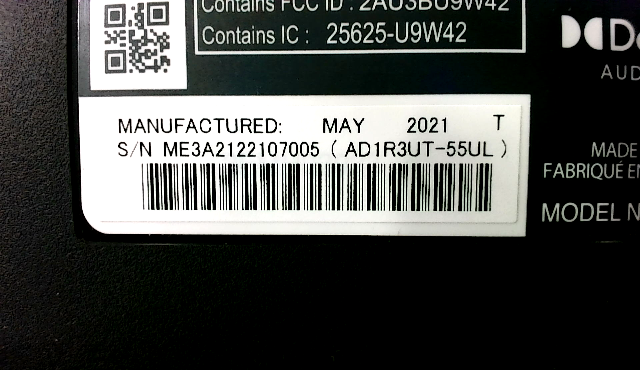 Contains FCC ID : 2AU3BU9W42
Contains IC : 25625-U9W42
AUD
MANUFACTURED: MAY 2021 T
S/N ME3A2122107005 ( AD1R3UT-55UL )
MADE
FABRIQUÉ EN
MODEL N